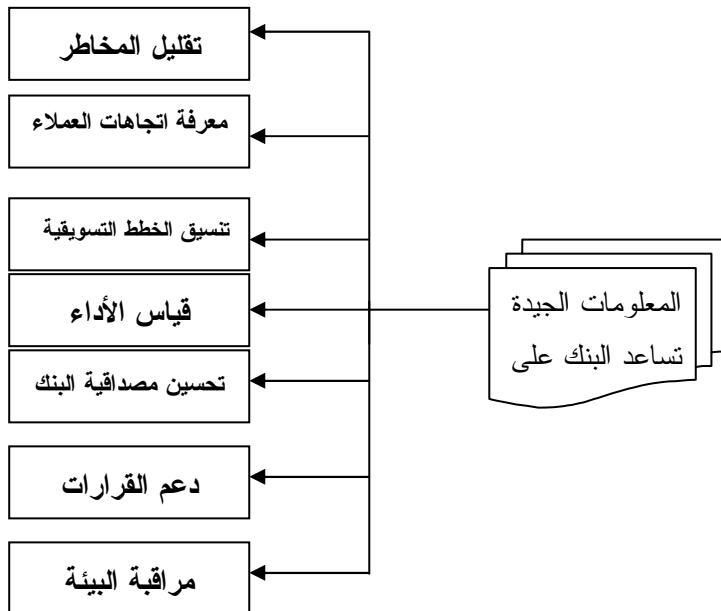 المعلومات الجيدة
تساعد البنك على
تقليل المخاطر
معرفة اتجاهات العملاء
تنسيق الخطط التسويقية
قياس الأداء
تحسين مصداقية البنك
دعم القرارات
مراقبة البيئة